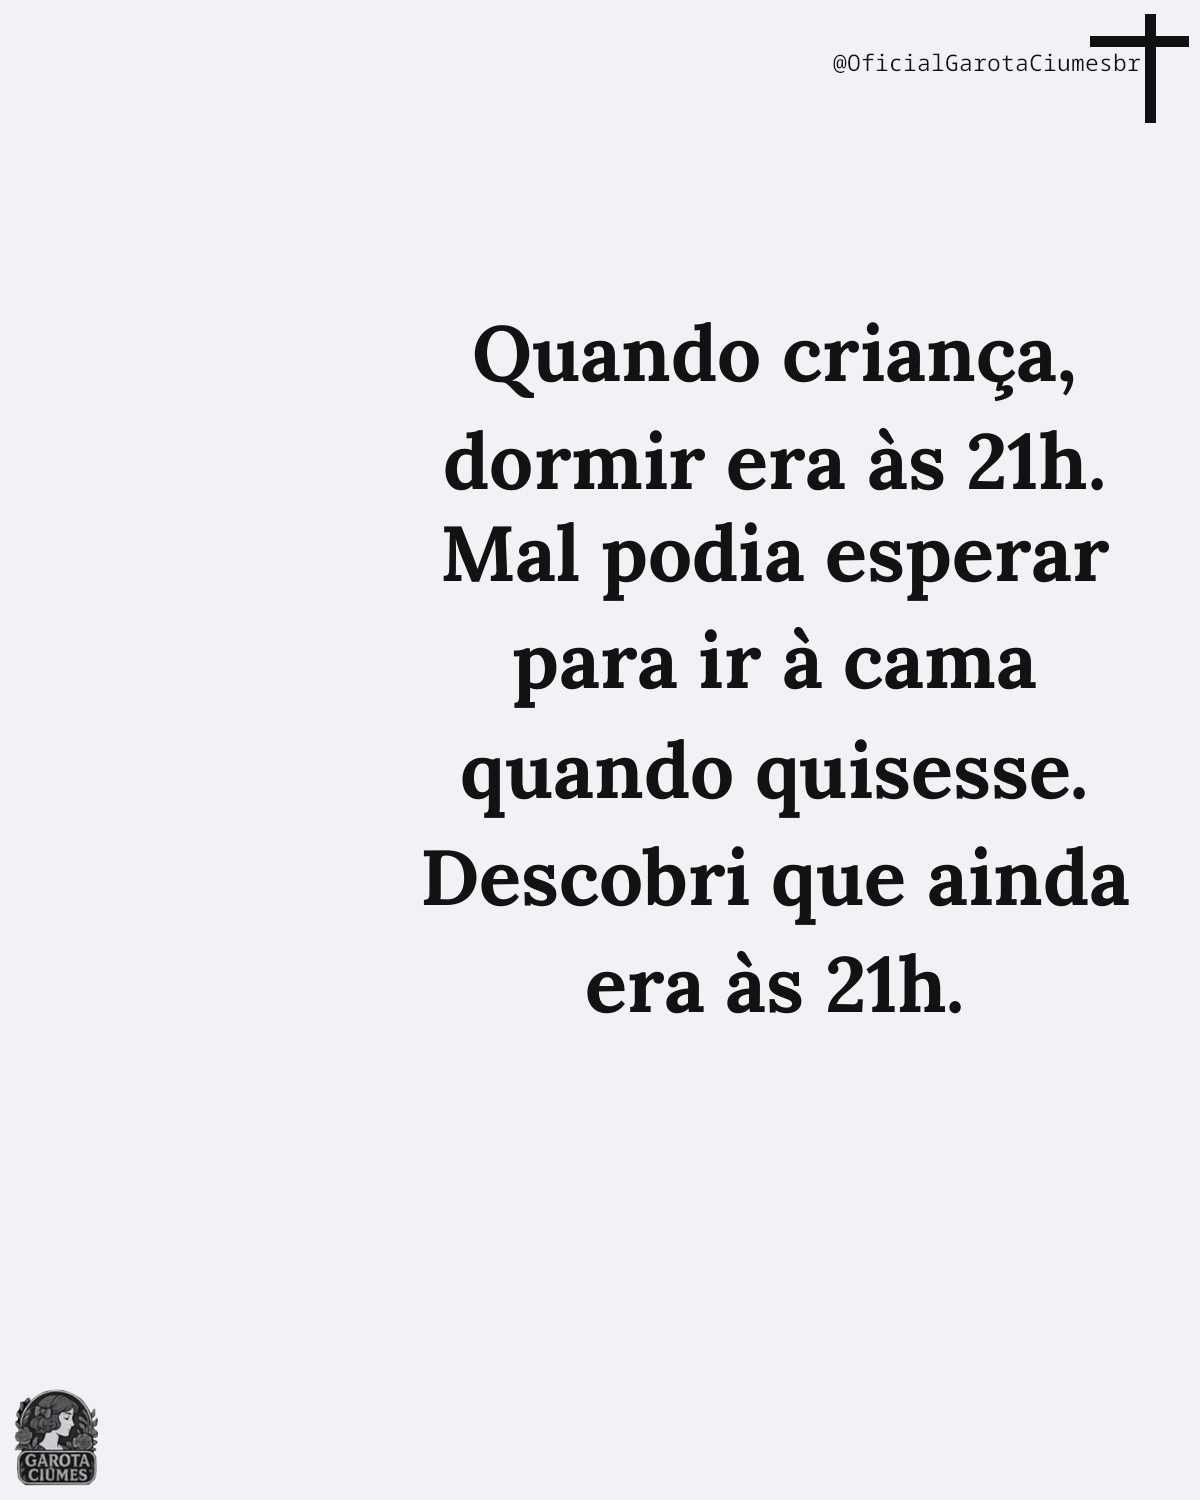 @OficialGarotaCiumesbr
Quando criança,
dormir era às 21h.
Mal podia esperar
para ir à cama
quando quisesse.
Descobri que ainda
era às 21h.
GAROTA
CIÚMES